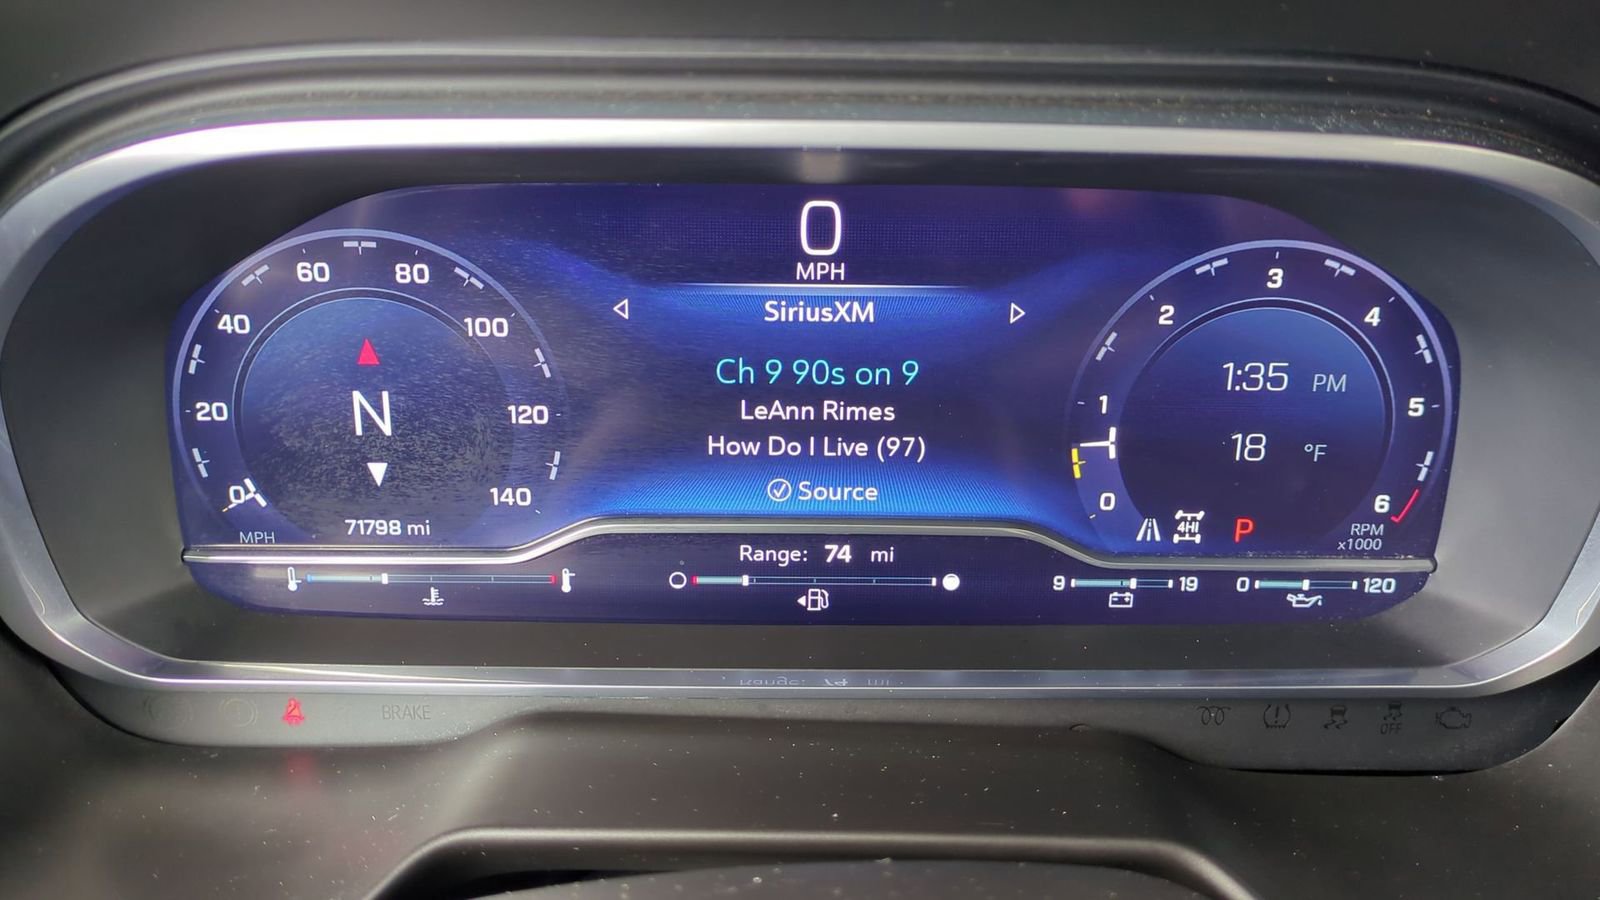 0
MPH
SiriusXM
Ch 9 90s on 9
LeAnn Rimes
How Do I Live (97)
Source
0
20
40
60
80
100
120
140
MPH
N
71798 mi
0
1
2
3
4
5
6
RPM
x1000
1:35 PM
18 °F
4HI
P
Range: 74 mi
9 19
0 120
BRAKE
OFF